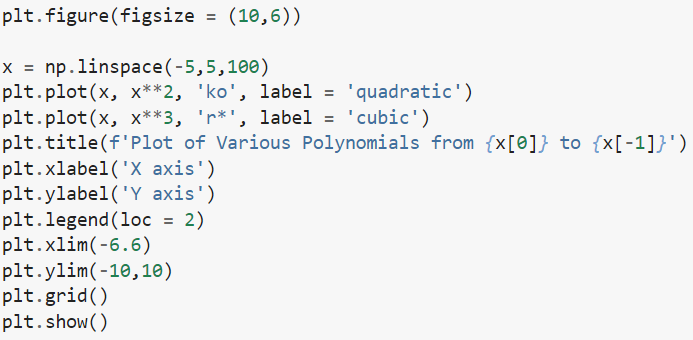 plt.figure(figsize = (10,6))
x = np.linspace(-5,5,100)
plt.plot(x, x**2, 'ko', label = 'quadratic')
plt.plot(x, x**3, 'r*', label = 'cubic')
plt.title(f'Plot of Various Polynomials from {x[0]} to {x[-1]}')
plt.xlabel('X axis')
plt.ylabel('Y axis')
plt.legend(loc = 2)
plt.xlim(-6.6)
plt.ylim(-10,10)
plt.grid()
plt.show()